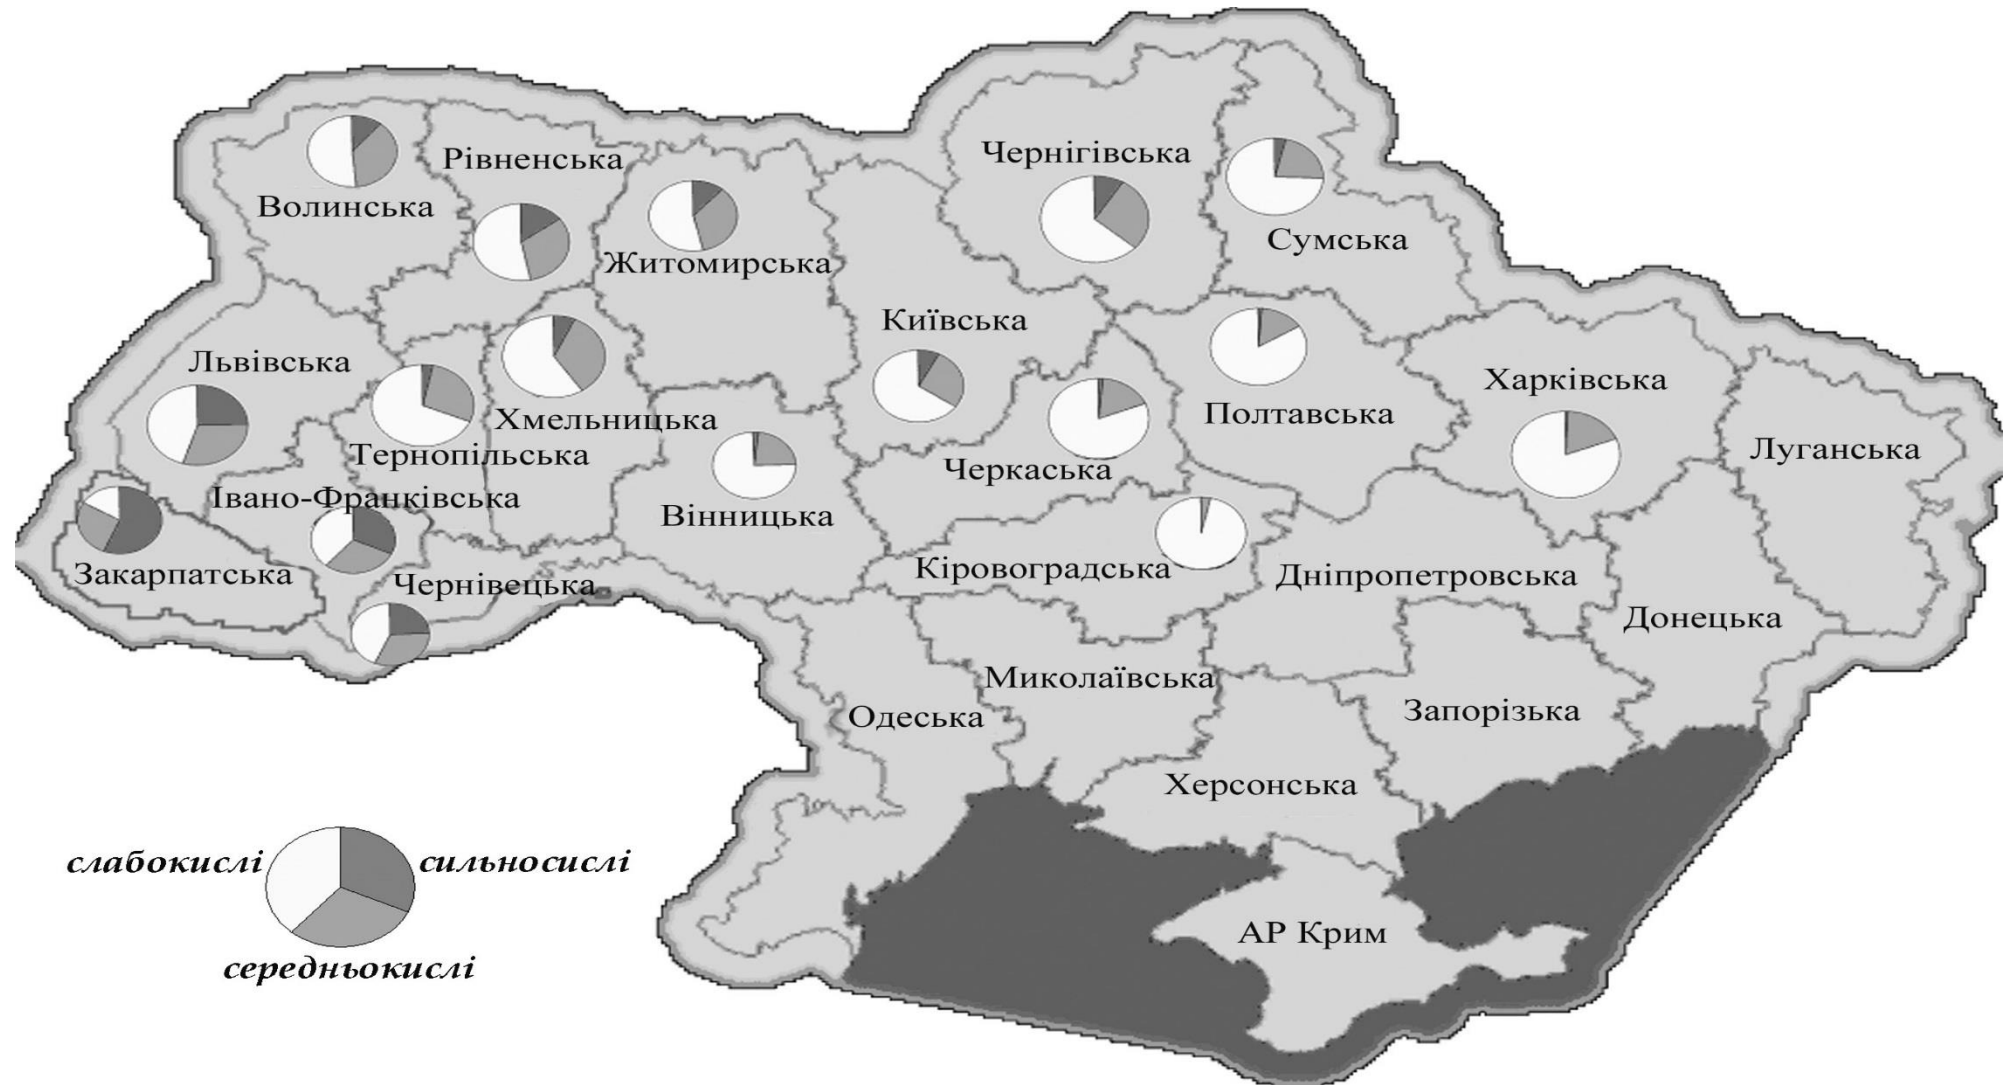 Волинська
Рівненська
Житомирська
Чернігівська
Сумська
Київська
Львівська
Хмельницька
Тернопільська
Полтавська
Харківська
Луганська
Черкаська
Вінницька
Івано-Франківська
Закарпатська
Чернівецька
Кіровоградська
Дніпропетровська
Донецька
Миколаївська
Одеська
Запорізька
Херсонська
АР Крим
слабокислі
сильносислі
середньокислі